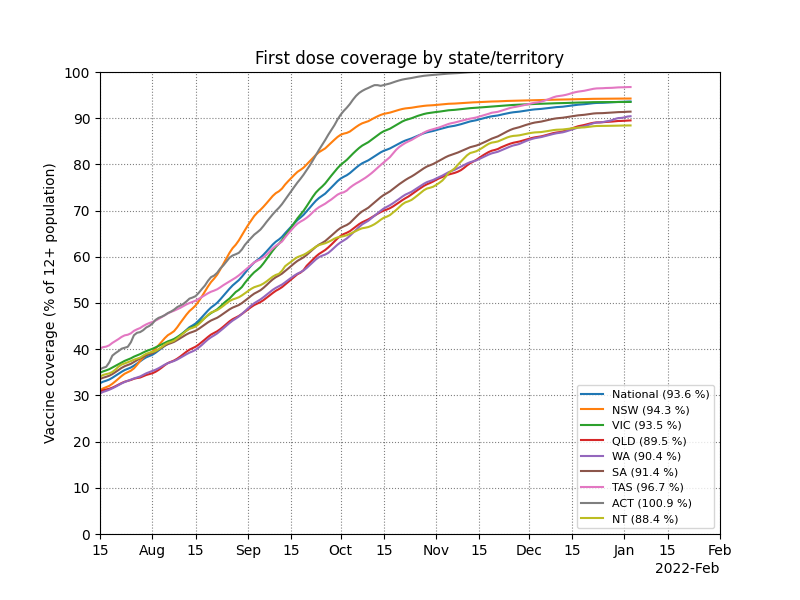 First dose coverage by state/territory
Vaccine coverage (% of 12+ population)
100
90
80
70
60
50
40
30
20
10
0
National (93.6 %)
NSW (94.3 %)
VIC (93.5 %)
QLD (89.5 %)
WA (90.4 %)
SA (91.4 %)
TAS (96.7 %)
ACT (100.9 %)
NT (88.4 %)
15 Aug 15 Sep 15 Oct 15 Nov 15 Dec 15 Jan 15 Feb
2022-Feb